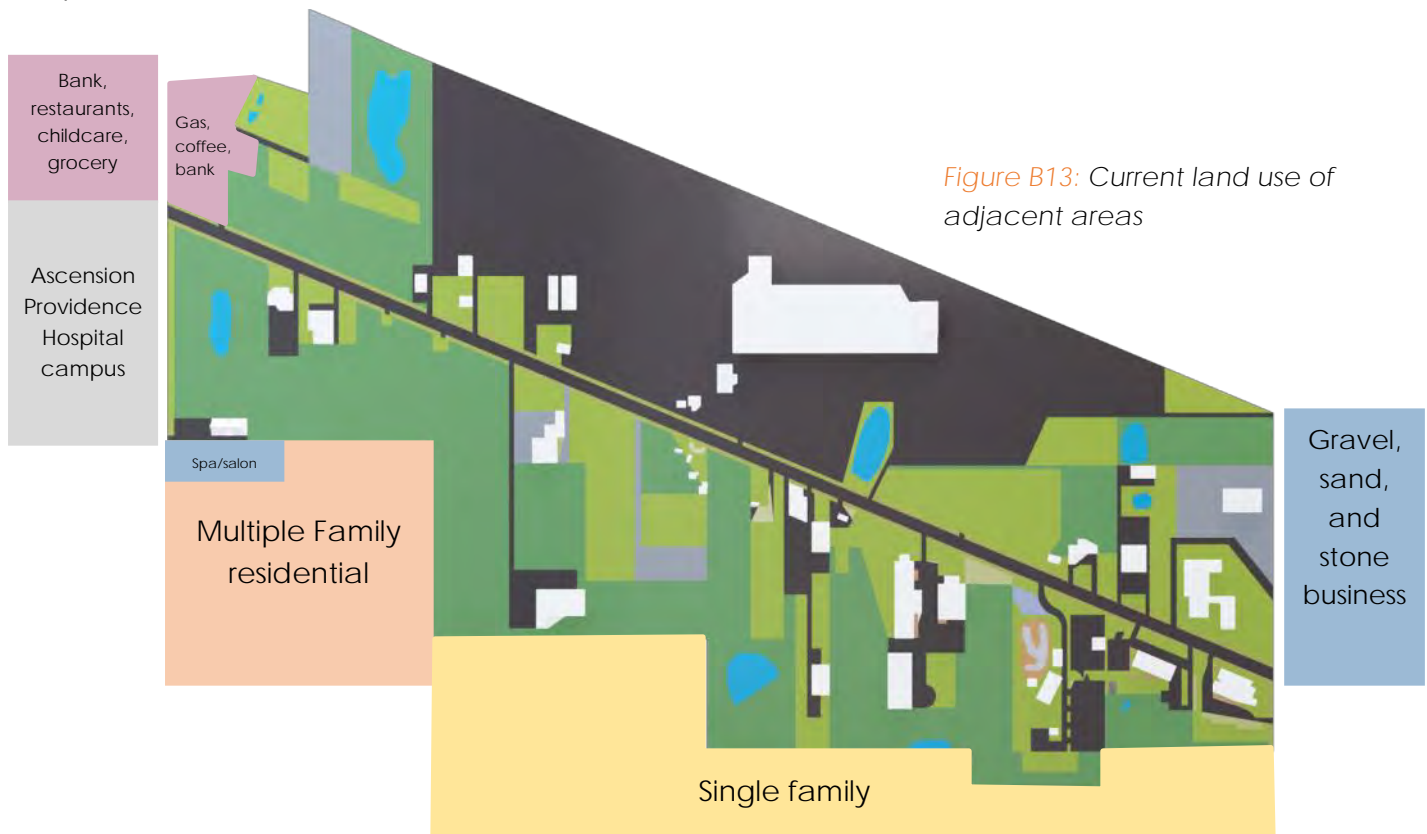 Bank,
restaurants,
childcare,
grocery
Gas,
coffee,
bank
Figure B13: Current land use of
adjacent areas
Ascension
Providence
Hospital
campus
Spa/salon
Multiple Family
residential
Gravel,
sand,
and
stone
business
Single family